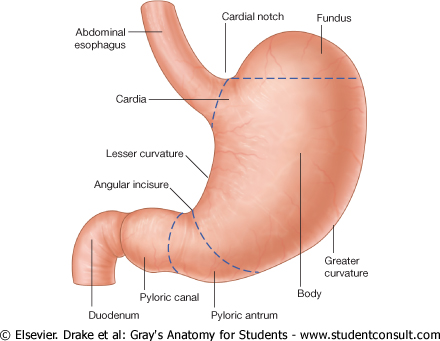 Cardial notch
Fundus
Abdominal
esophagus
Cardia
Lesser curvature
Angular incisure
Greater
curvature
Body
Pyloric canal
Pyloric antrum
Duodenum
© Elsevier. Drake et al: Gray's Anatomy for Students - www.studentconsult.com